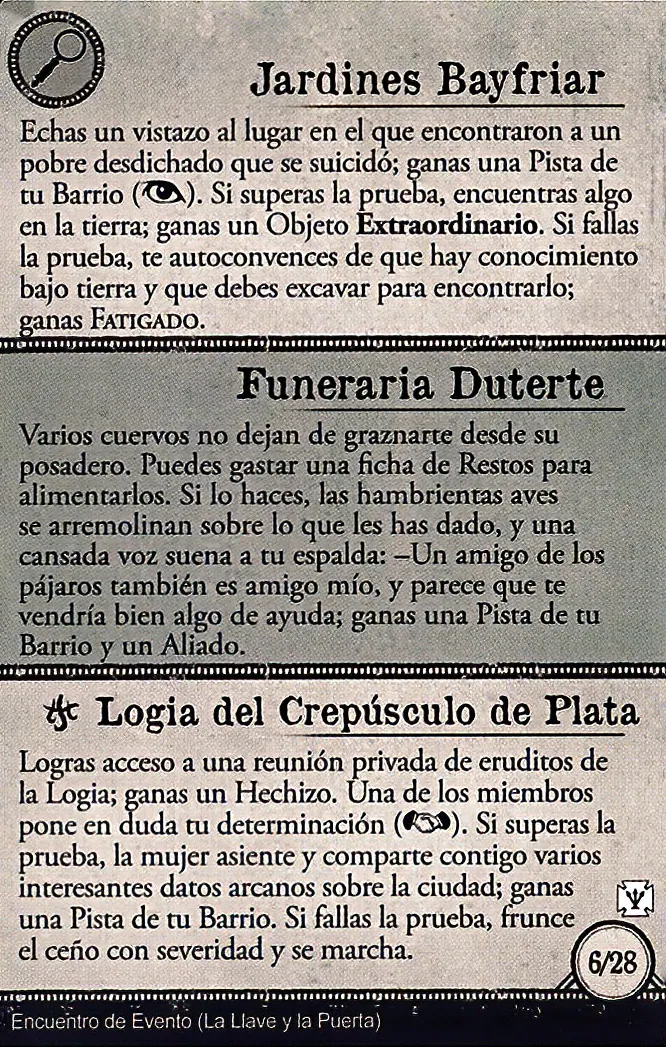 Jardines Bayfriar
Echas un vistazo al lugar en el que encontraron a un
pobre desdichado que se suicidó; ganas una Pista de
tu Barrio (). Si superas la prueba, encuentras algo
en la tierra; ganas un Objeto Extraordinario. Si fallas
la prueba, te autoconvences de que hay conocimiento
bajo tierra y que debes excavar para encontrarlo;
ganas FATIGADO.
Funeraria Duterte
Varios cuervos no dejan de graznarte desde su
posadero. Puedes gastar una ficha de Restos para
alimentarlos. Si lo haces, las hambrientas aves
se arremolinan sobre lo que les has dado, y una
cansada voz suena a tu espalda: –Un amigo de los
pájaros también es amigo mío, y parece que te
vendría bien algo de ayuda; ganas una Pista de tu
Barrio y un Aliado.
Logia del Crepúsculo de Plata
Logras acceso a una reunión privada de eruditos de
la Logia; ganas un Hechizo. Una de los miembros
pone en duda tu determinación (). Si superas la
prueba, la mujer asiente y comparte contigo varios
interesantes datos arcanos sobre la ciudad; ganas
una Pista de tu Barrio. Si fallas la prueba, frunce
el ceño con severidad y se marcha.
6/28
Encuentro de Evento (La Llave y la Puerta)